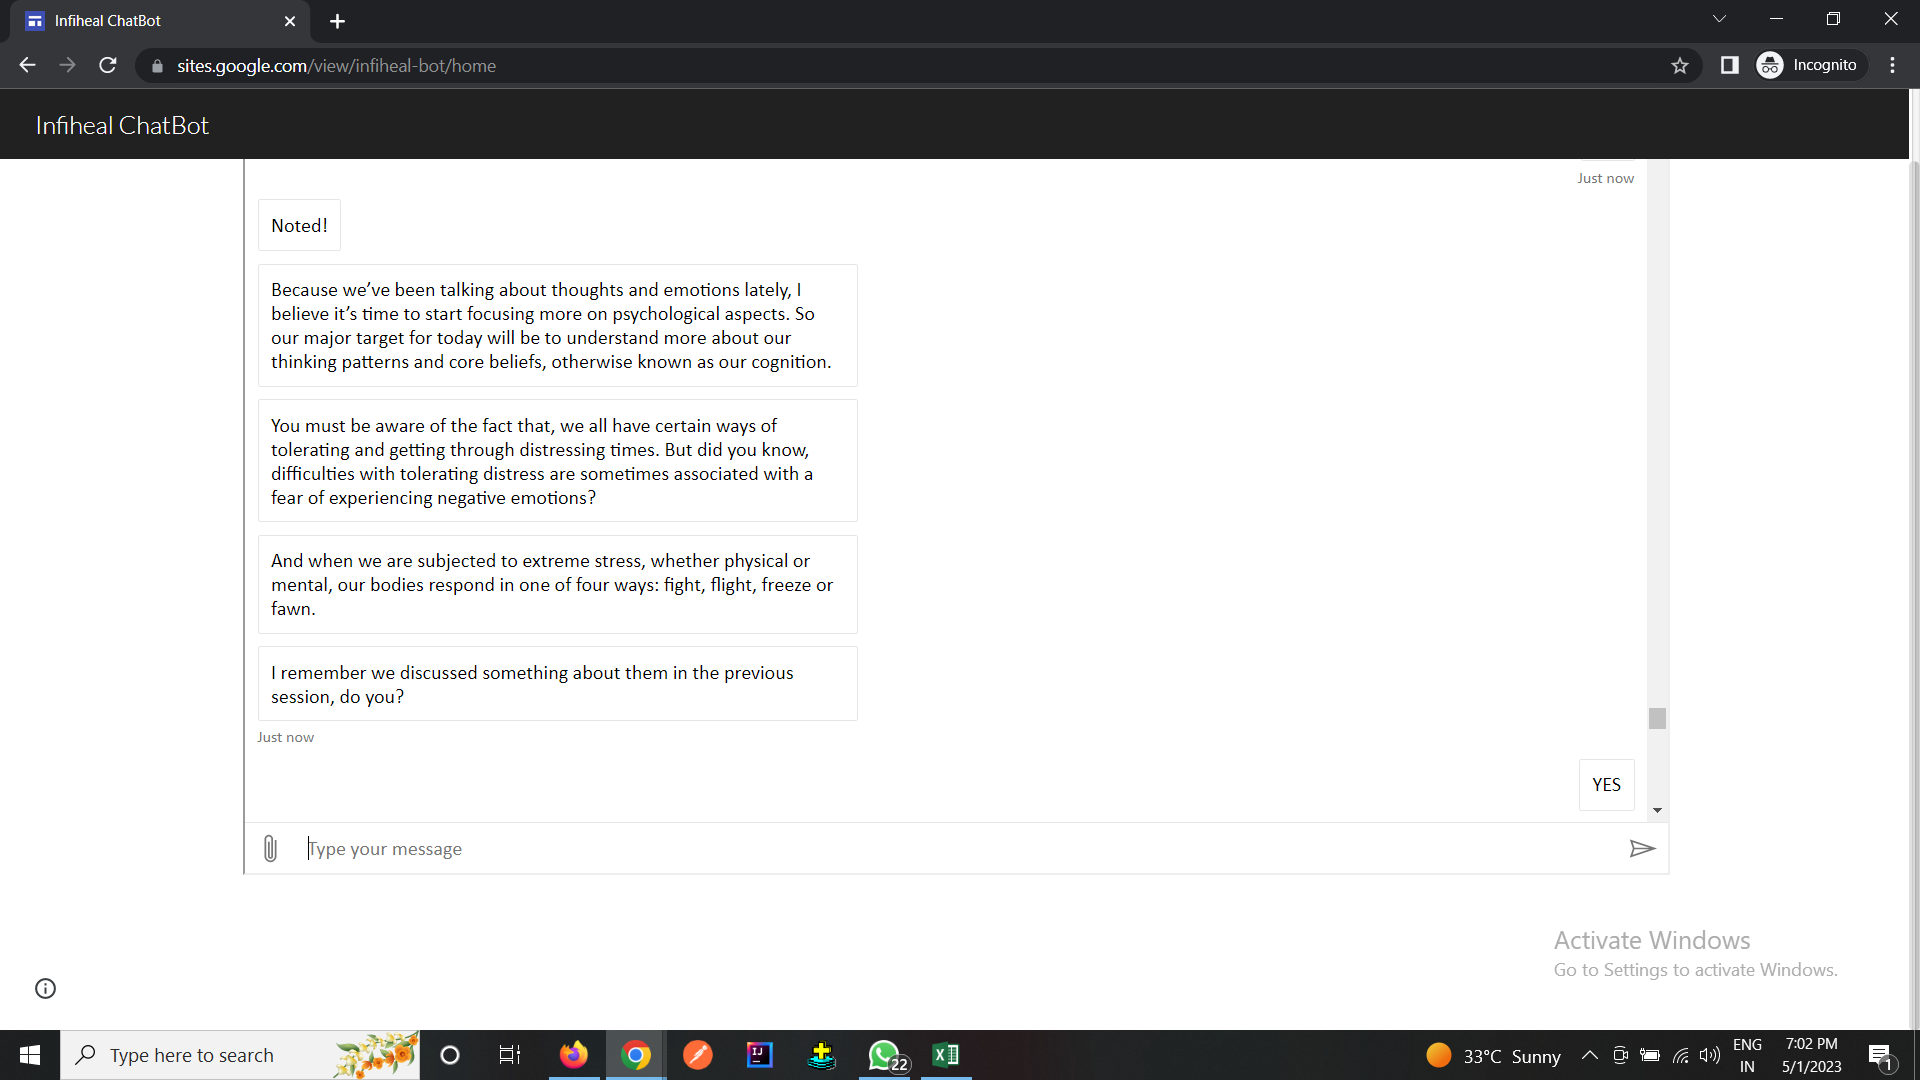 Infiheal ChatBot
sites.google.com/view/infiheal-bot/home
Incognito
Infiheal ChatBot
Just now
Noted!
Because we’ve been talking about thoughts and emotions lately, I
believe it’s time to start focusing more on psychological aspects. So
our major target for today will be to understand more about our
thinking patterns and core beliefs, otherwise known as our cognition.
You must be aware of the fact that, we all have certain ways of
tolerating and getting through distressing times. But did you know,
difficulties with tolerating distress are sometimes associated with a
fear of experiencing negative emotions?
And when we are subjected to extreme stress, whether physical or
mental, our bodies respond in one of four ways: fight, flight, freeze or
fawn.
I remember we discussed something about them in the previous
session, do you?
Just now
YES
Type your message
Activate Windows
Go to Settings to activate Windows.
Type here to search
IJ
22
33°C Sunny
ENG
IN
7:02 PM
5/1/2023
1